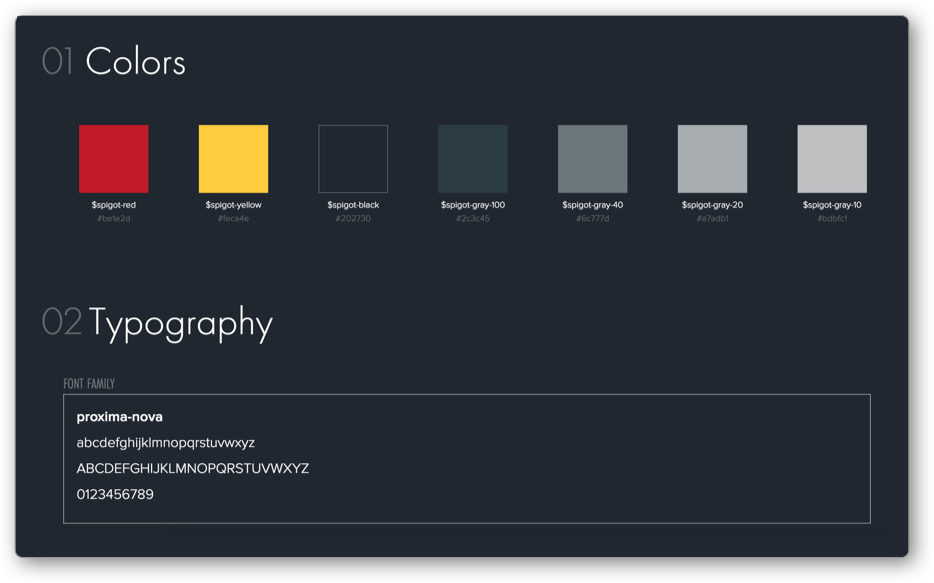 01 Colors
$spigot-red $spigot-yellow $spigot-black $spigot-gray-100 $spigot-gray-40 $spigot-gray-20 $spigot-gray-10
#be1e2d #feca4e #202730 #2c3c45 #6c777d #a7adb1 #bdbfc1
02 Typography
FONT FAMILY
proxima-nova
abcdefghijklmnopqrstuvwxyz
ABCDEFGHIJKLMNOPQRSTUVWXYZ
0123456789